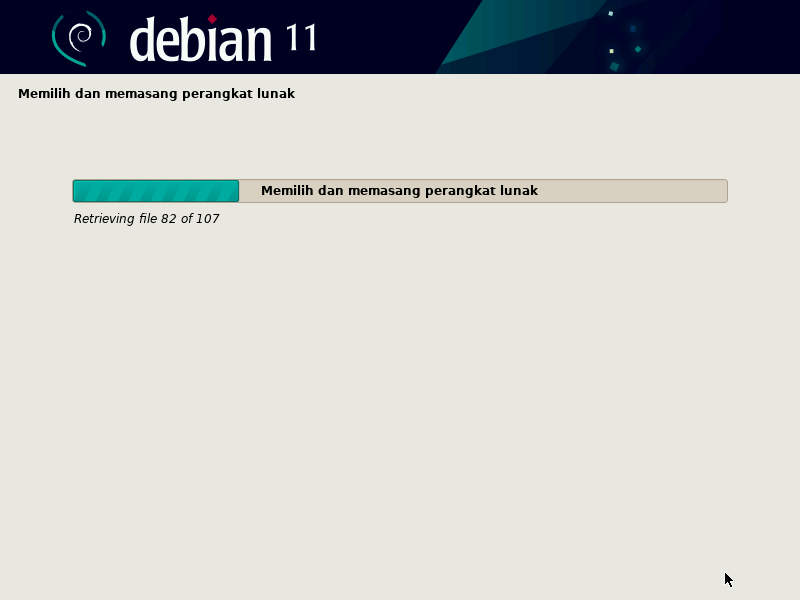 debian 11
Memilih dan memasang perangkat lunak
Memilih dan memasang perangkat lunak
Retrieving file 82 of 107